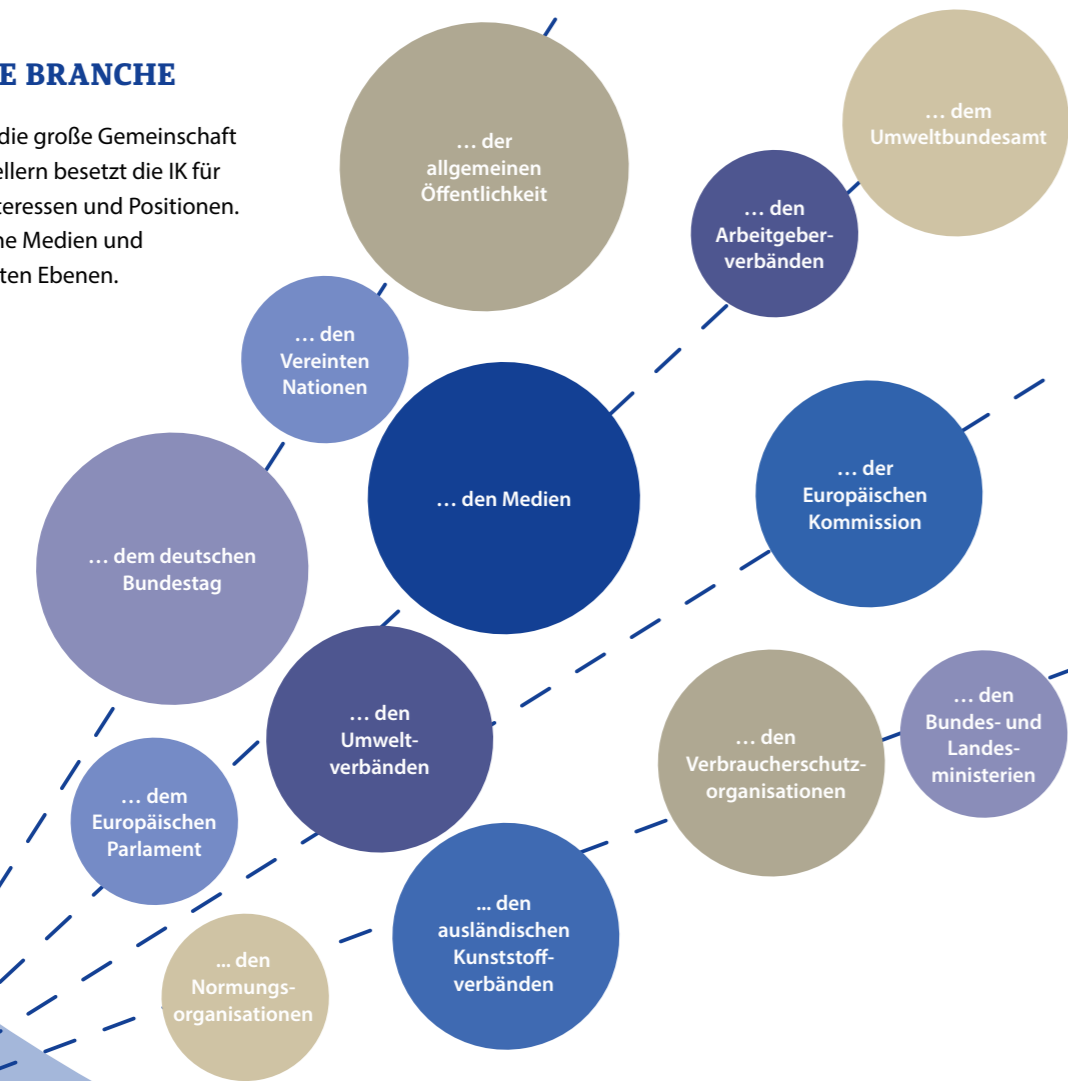 E BRANCHE
die große Gemeinschaft
ellern besetzt die IK für
teressen und Positionen.
ne Medien und
ten Ebenen.
… der
allgemeinen
Öffentlichkeit
… dem
Umweltbundesamt
… den
Arbeitgeber-
verbänden
… den
Vereinten
Nationen
… den Medien
… der
Europäischen
Kommission
… dem deutschen
Bundestag
… den
Umwelt-
verbänden
… den
Verbraucherschutz-
organisationen
… den
Bundes- und
Landes-
ministerien
… dem
Europäischen
Parlament
... den
ausländischen
Kunststoff-
verbänden
... den
Normungs-
organisationen